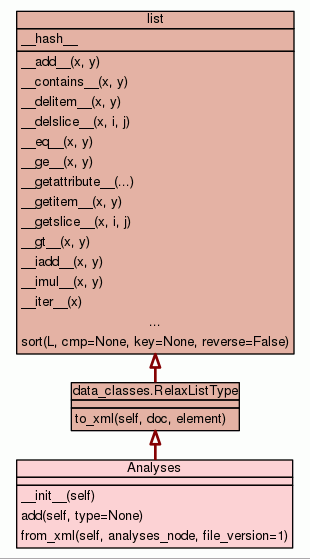 list
__hash__
__add__(x, y)
__contains__(x, y)
__delitem__(x, y)
__delslice__(x, i, j)
__eq__(x, y)
__ge__(x, y)
__getattribute__(...)
__getitem__(x, y)
__getslice__(x, i, j)
__gt__(x, y)
__iadd__(x, y)
__imul__(x, y)
__iter__(x)
...
sort(L, cmp=None, key=None, reverse=False)
data_classes.RelaxListType
to_xml(self, doc, element)
Analyses
__init__(self)
add(self, type=None)
from_xml(self, analyses_node, file_version=1)